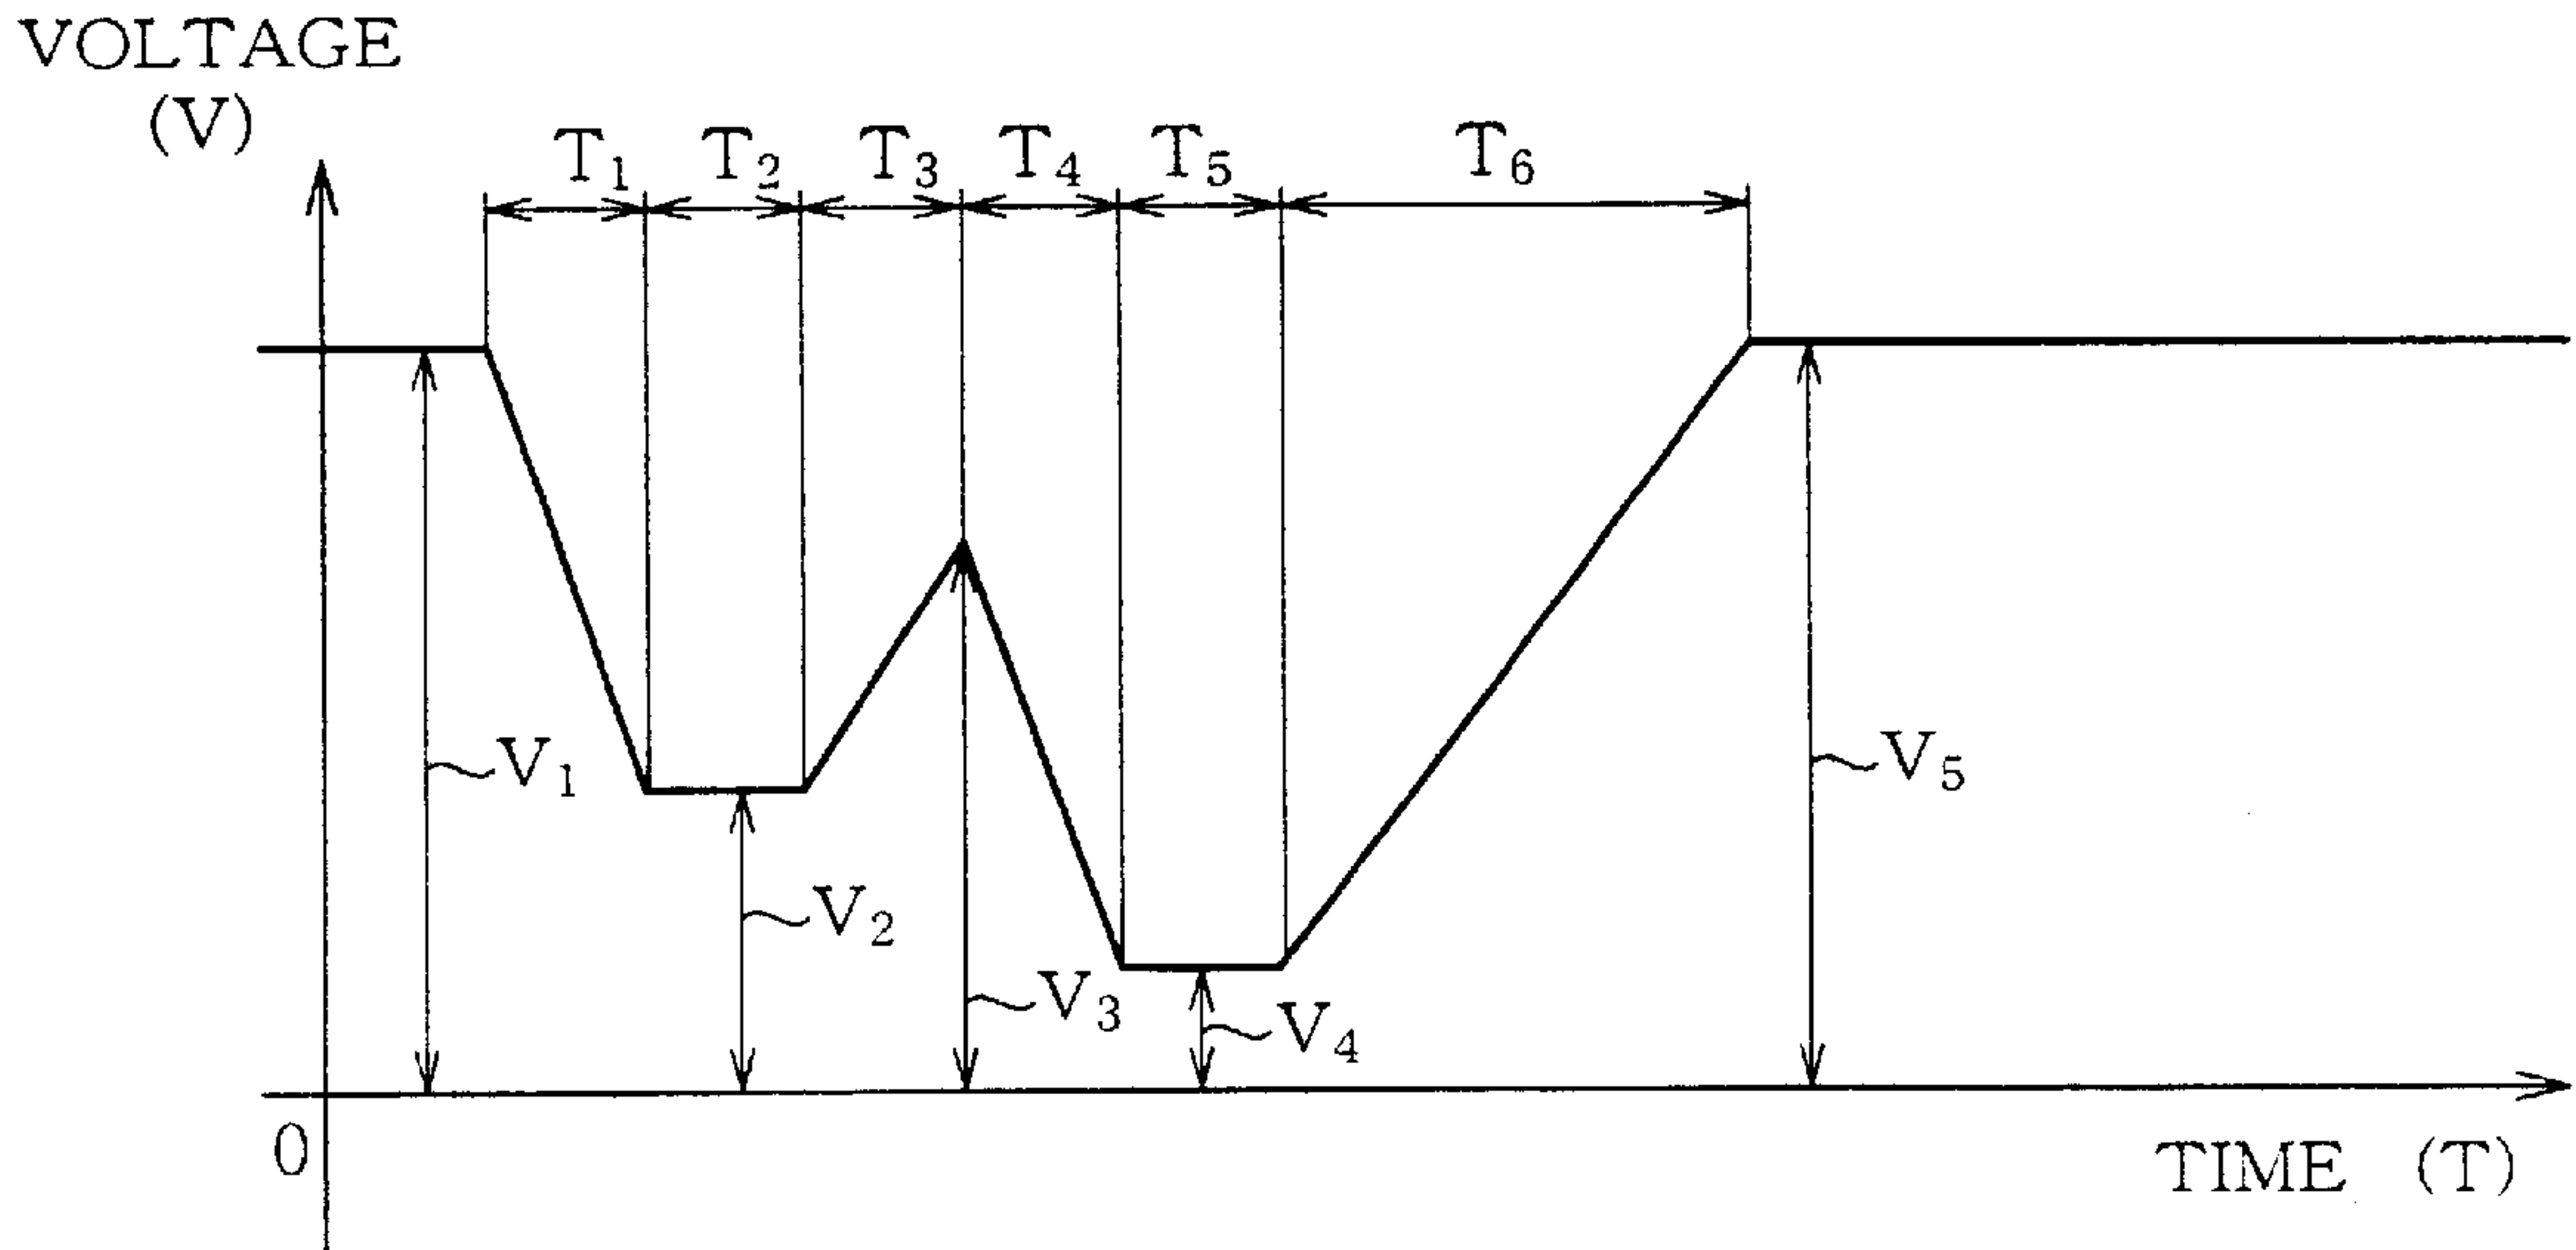 VOLTAGE
(V)
T1 T2 T3 T4 T5 T6
V1
V2
V3
V4
V5
0
TIME (T)